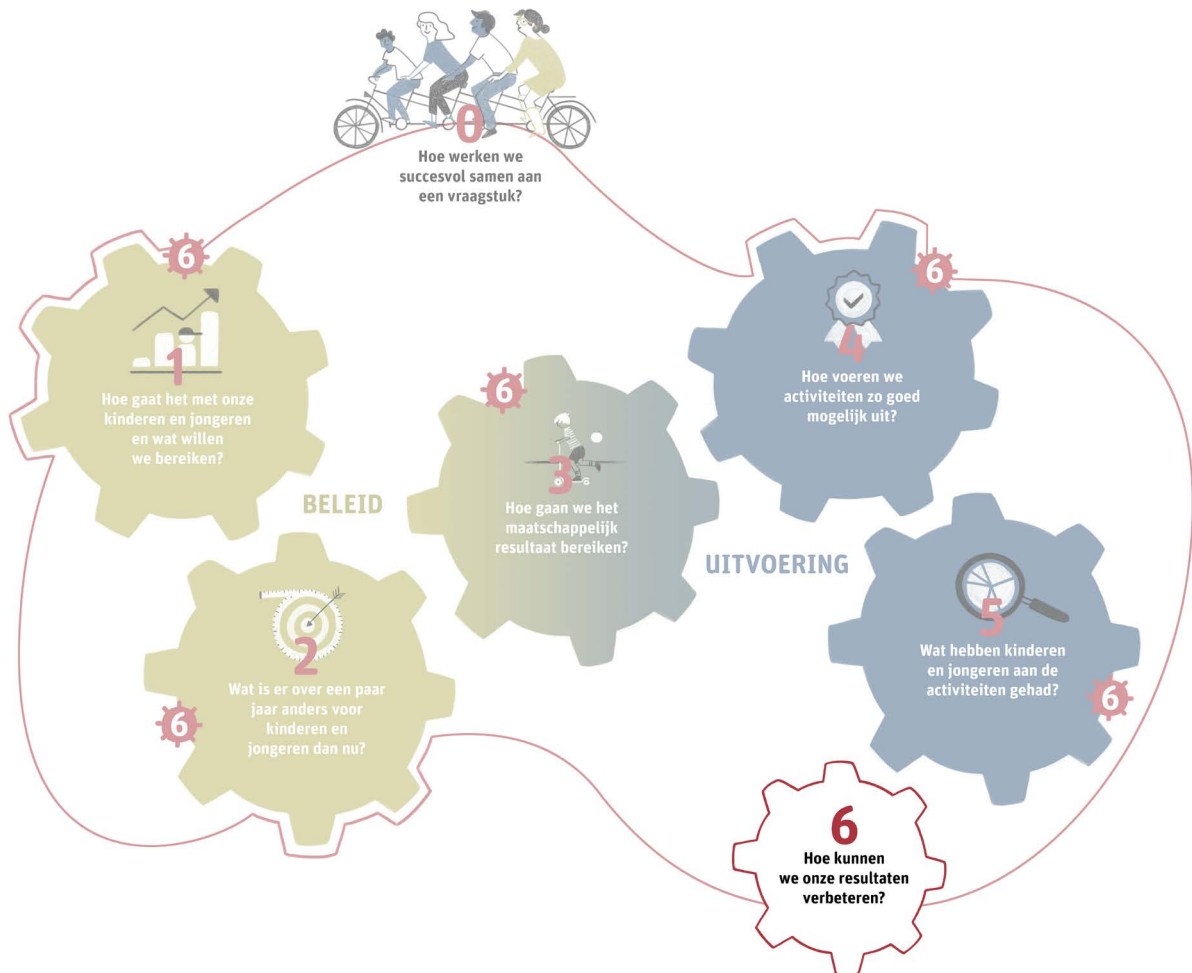 0
Hoe werken we
succesvol samen aan
een vraagstuk?
6
1
Hoe gaat het met onze
kinderen en jongeren
en wat willen
we bereiken?
BELEID
6
2
Wat is er over een paar
jaar anders voor
kinderen en
jongeren dan nu?
6
3
Hoe gaan we het
maatschappelijk
resultaat bereiken?
UITVOERING
6
4
Hoe voeren we
activiteiten zo goed
mogelijk uit?
5
Wat hebben kinderen
en jongeren aan de
activiteiten gehad?
6
6
Hoe kunnen
we onze resultaten
verbeteren?